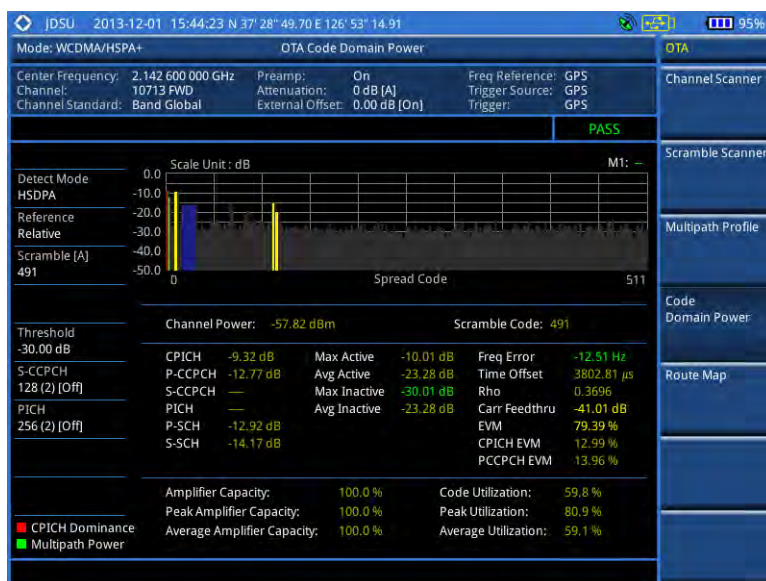 JDSU 2013-12-01 15:44:23 N 37' 28" 49.70 E 126' 53" 14.91 95%
Mode: WCDMA/HSPA+ OTA Code Domain Power OTA
Center Frequency: 2.142 600 000 GHz Preamp: On Freq Reference: GPS
Channel: 10713 FWD Attenuation: 0 dB [A] Trigger Source: GPS
Channel Standard: Band Global External Offset: 0.00 dB [On] Trigger: GPS
PASS
Channel Scanner
Scramble Scanner
Multipath Profile
Code
Domain Power
Route Map
Detect Mode
HSDPA
Reference
Relative
Scramble [A]
491
Threshold
-30.00 dB
S-CCPCH
128 (2) [Off]
PICH
256 (2) [Off]
CPICH Dominance
Multipath Power
Scale Unit : dB M1: --
0.0
-10.0
-20.0
-30.0
-40.0
-50.0
0 Spread Code 511
Channel Power: -57.82 dBm Scramble Code: 491
CPICH -9.32 dB Max Active -10.01 dB Freq Error -12.51 Hz
P-CCPCH -12.77 dB Avg Active -23.28 dB Time Offset 3802.81 µs
S-CCPCH — Max Inactive -30.01 dB Rho 0.3696
PICH — Avg Inactive -23.28 dB Carr Feedthru -41.01 dB
P-SCH -12.92 dB EVM 79.39 %
S-SCH -14.17 dB CPICH EVM 12.99 %
PCCPCH EVM 13.96 %
Amplifier Capacity: 100.0 % Code Utilization: 59.8 %
Peak Amplifier Capacity: 100.0 % Peak Utilization: 80.9 %
Average Amplifier Capacity: 100.0 % Average Utilization: 59.1 %